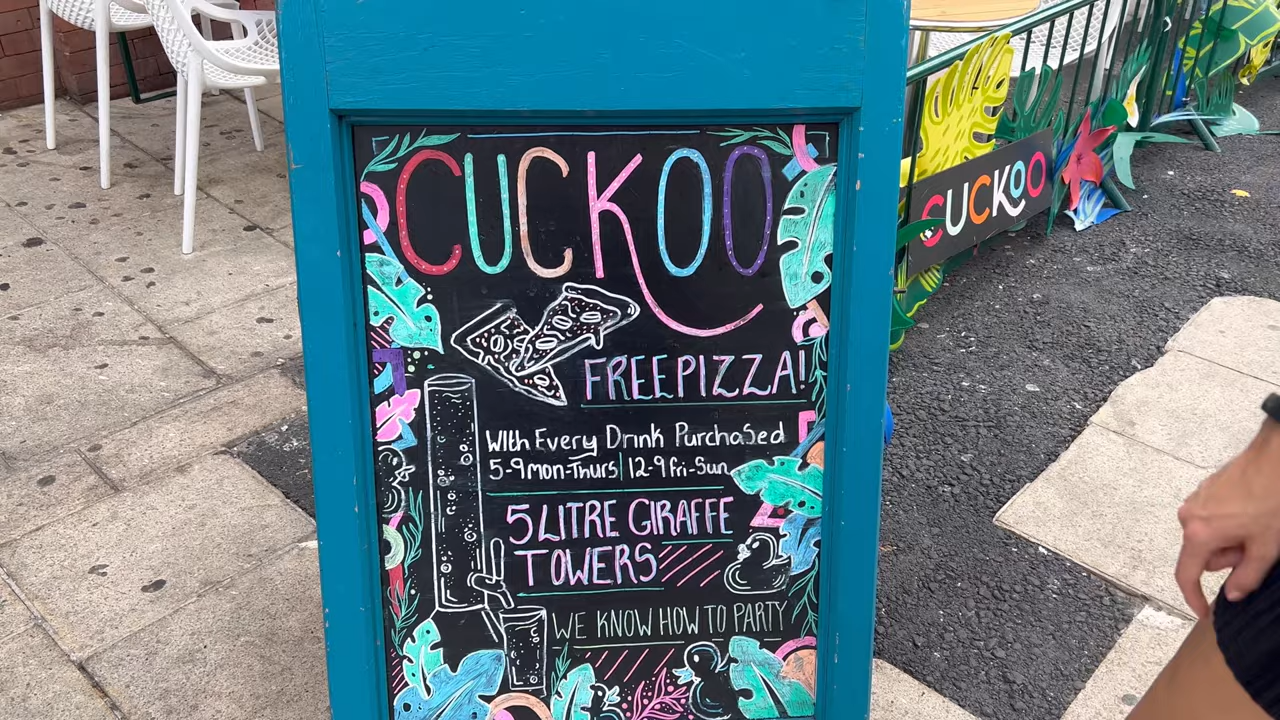 CUCKOO
FREE PIZZA!
With Every Drink Purchased
5-9 mon-Thurs | 12-9 fri-Sun
5 LITRE GIRAFFE
TOWERS
WE KNOW HOW TO PARTY
CUCKOO